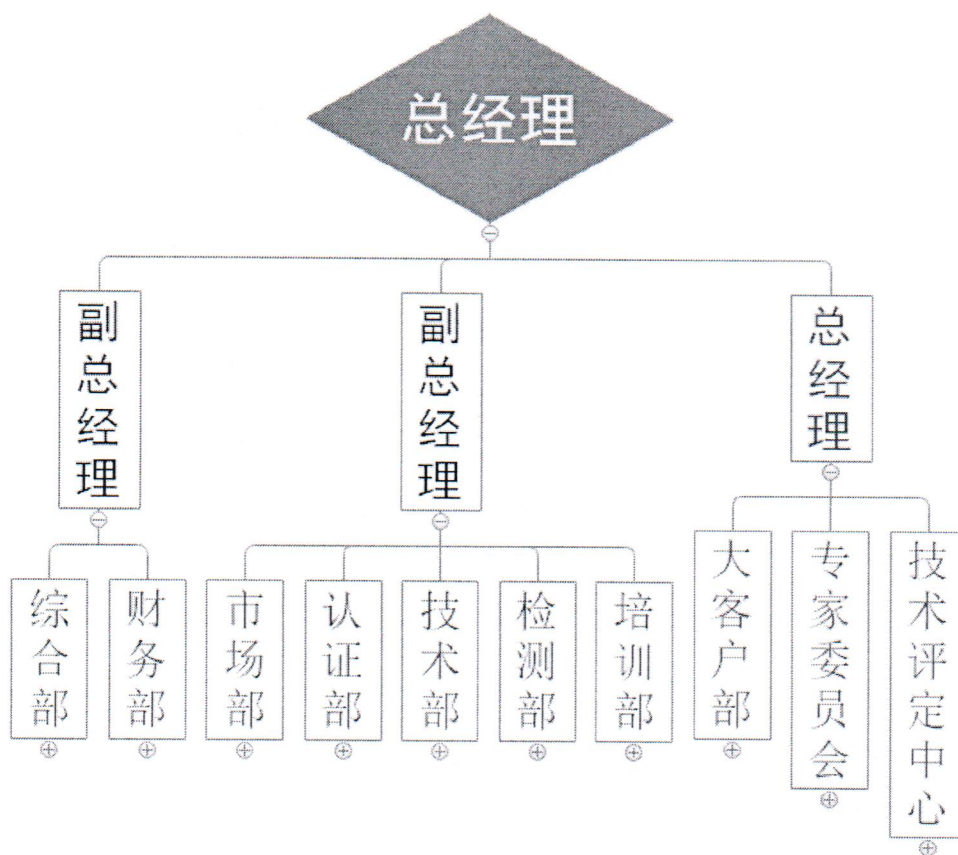 总经理
副总经理
副总经理
总经理
综合部
财务部
市场部
认证部
技术部
检测部
培训部
大客户部
专家委员会
技术评定中心